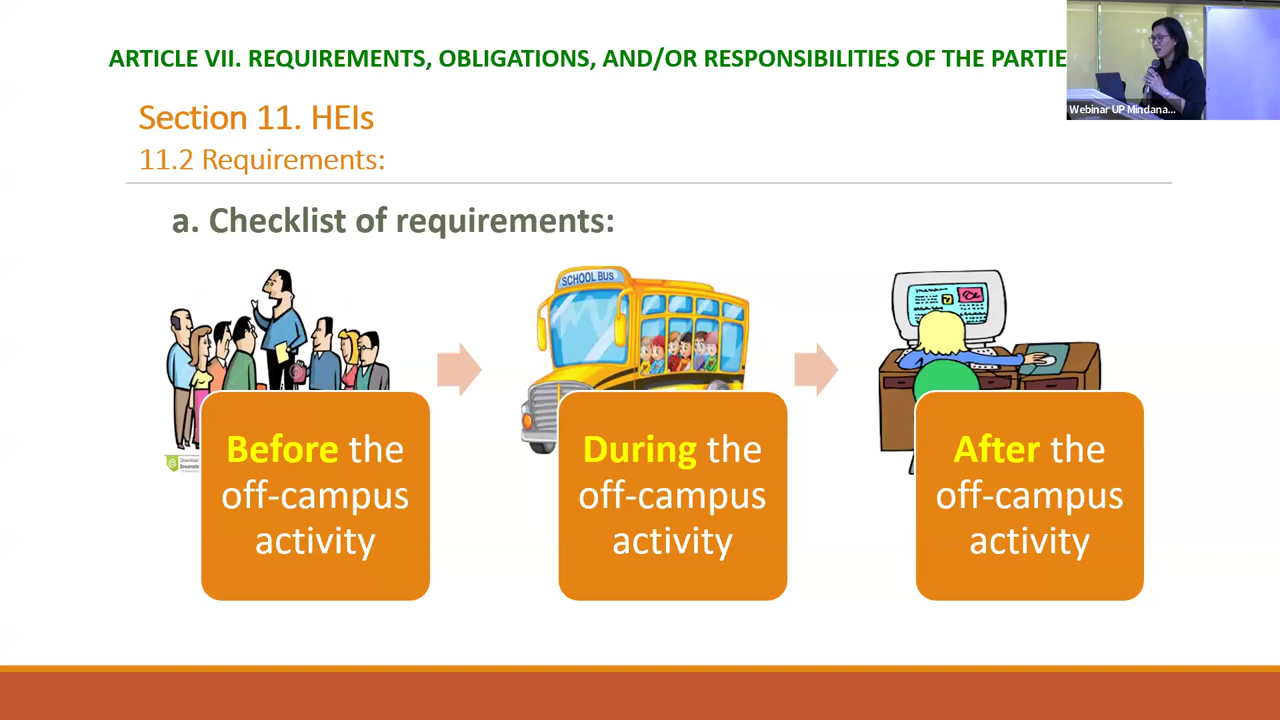 ARTICLE VII. REQUIREMENTS, OBLIGATIONS, AND/OR RESPONSIBILITIES OF THE PARTIE
Webinar UP Mindana...
Section 11. HEIs
11.2 Requirements:
a. Checklist of requirements:
SCHOOL BUS
Before the
off-campus
activity
During the
off-campus
activity
After the
off-campus
activity
Download